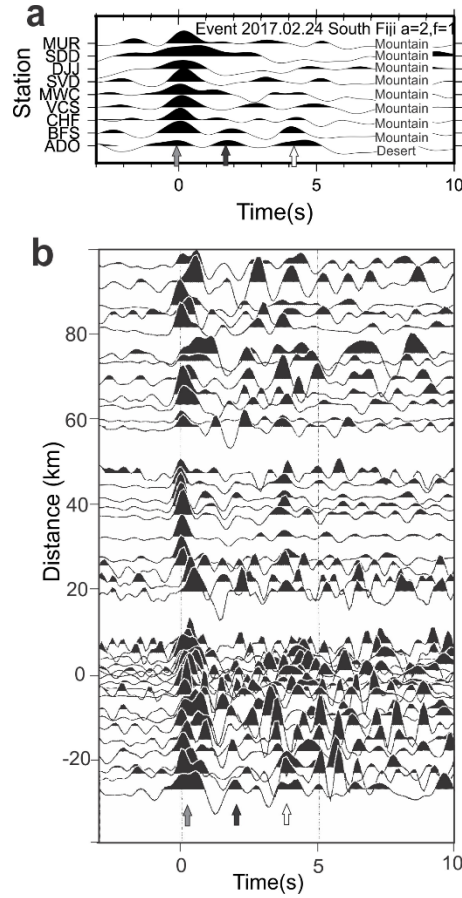 a
Event 2017.02.24 South Fiji a=2,f=1
Station
MUR Mountain
SDD Mountain
DJJ Mountain
SVD Mountain
MWC Mountain
VCS Mountain
CHF Mountain
BFS Mountain
ADO Desert
0 5 10
Time(s)
b
Distance (km)
80
60
40
20
0
-20
0 5 10
Time(s)